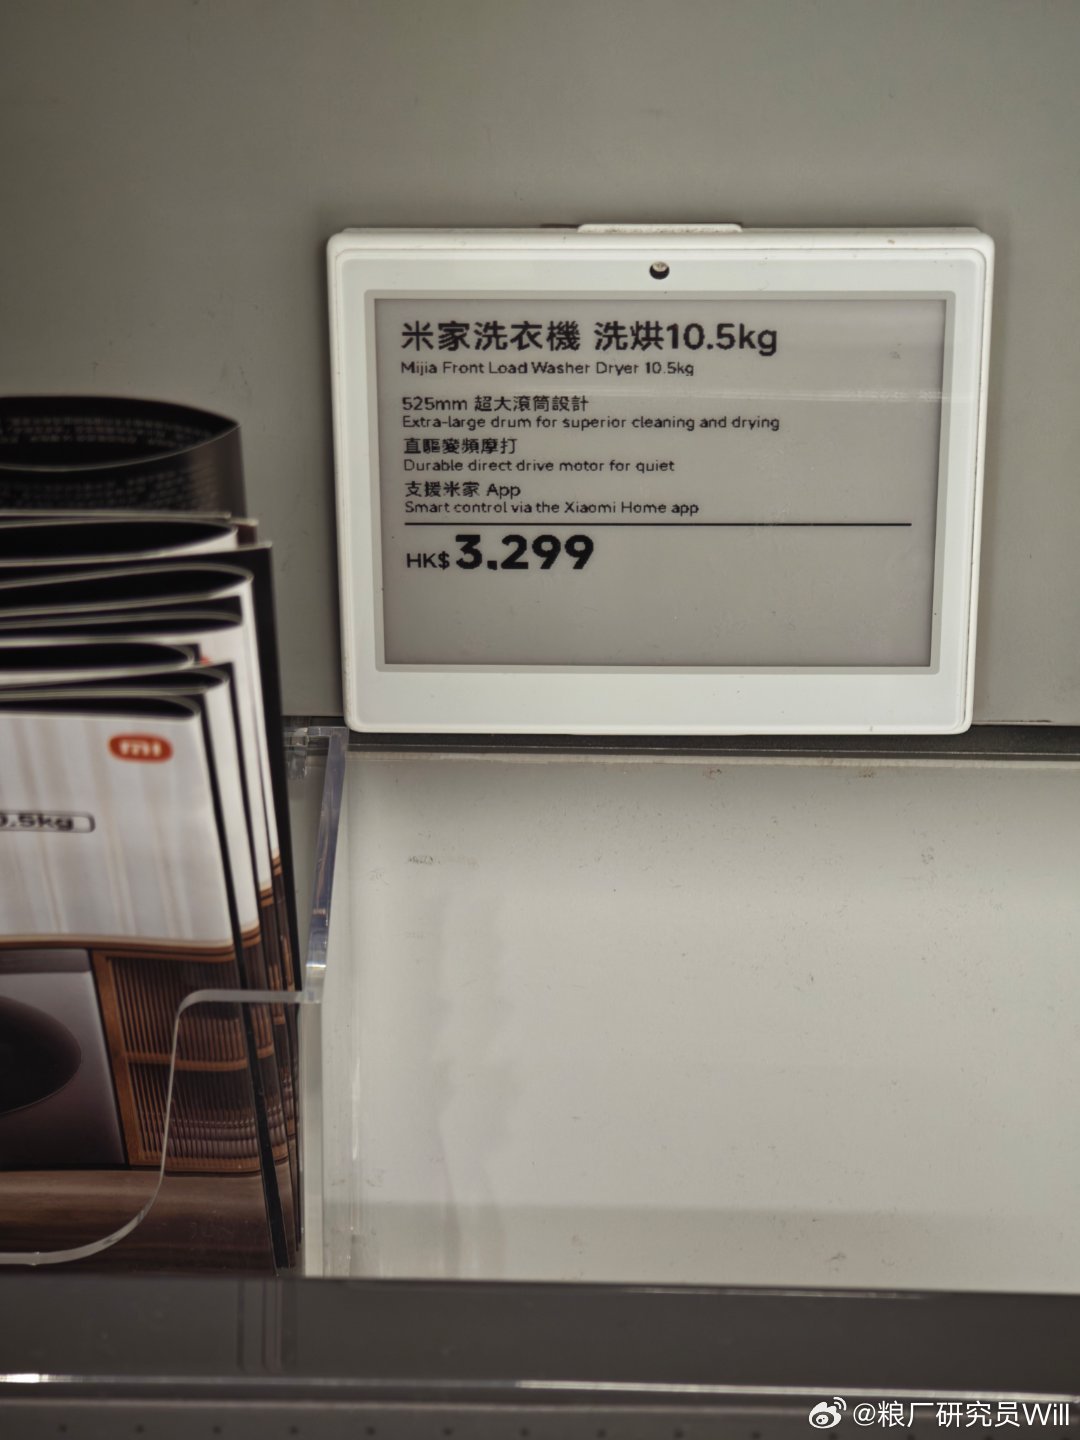 米家洗衣機 洗烘10.5kg
Mijia Front Load Washer Dryer 10.5kg
525mm 超大滾筒設計
Extra-large drum for superior cleaning and drying
直驅變頻摩打
Durable direct drive motor for quiet
支援米家 App
Smart control via the Xiaomi Home app
HK$3,299
mi
.5kg
@粮厂研究员Will